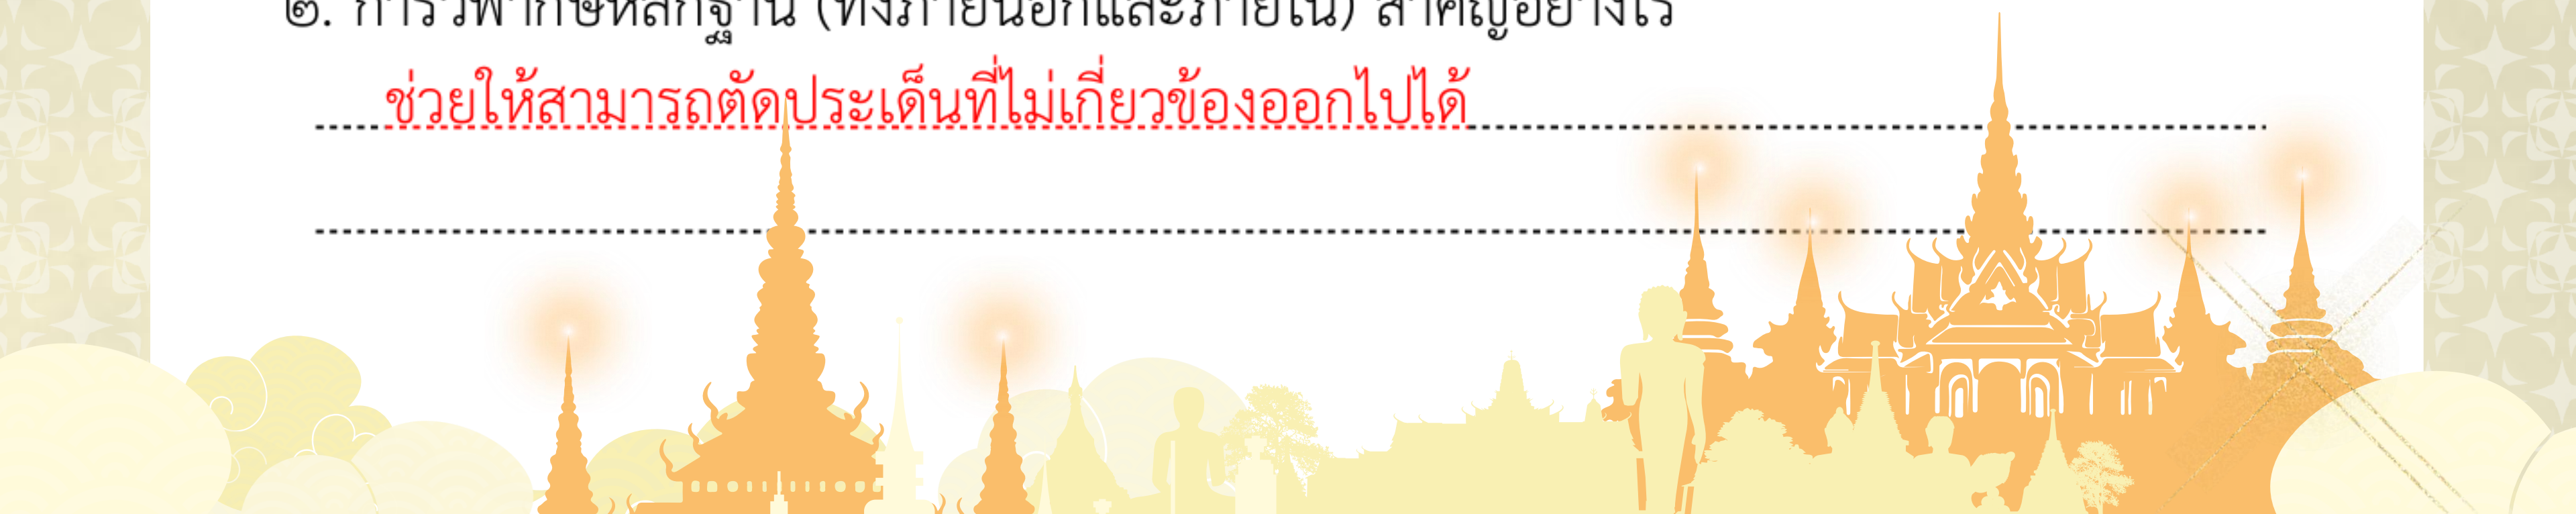 ๒. การวิพากษ์หลักฐาน (ทั้งภายนอกและภายใน) สำคัญอย่างไร
ช่วยให้สามารถตัดประเด็นที่ไม่เกี่ยวข้องออกไปได้